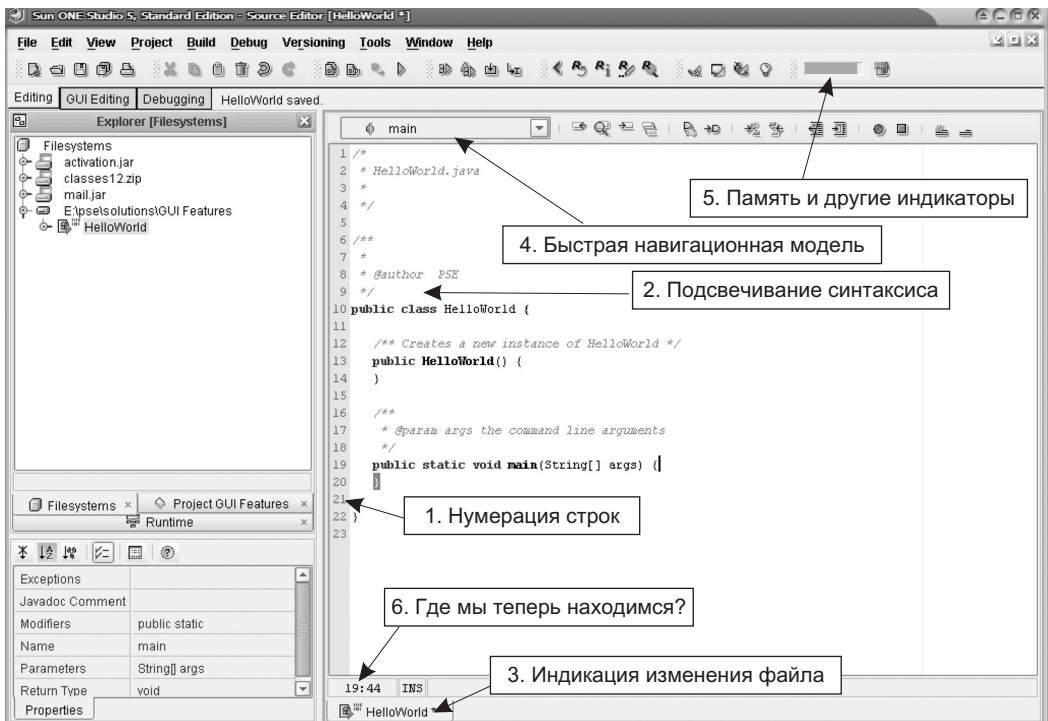 Sun ONE Studio 5, Standard Edition - Source Editor [HelloWorld *]
File Edit View Project Build Debug Versioning Tools Window Help
Editing GUI Editing Debugging HelloWorld saved.
Explorer [Filesystems]
Filesystems
activation.jar
classes12.zip
mail.jar
E:\pse\solutions\GUI Features
HelloWorld
Filesystems × Project GUI Features ×
Runtime ×
Exceptions
Javadoc Comment
Modifiers public static
Name main
Parameters String[] args
Return Type void
Properties
main
1 /*
2 * HelloWorld.java
3 *
4 */
5
6 /**
7 *
8 * @author PSE
9 */
10 public class HelloWorld {
11
12 /** Creates a new instance of HelloWorld */
13 public HelloWorld() {
14 }
15
16 /**
17 * @param args the command line arguments
18 */
19 public static void main(String[] args) {
20 }
21
22 }
23
5. Память и другие индикаторы
4. Быстрая навигационная модель
2. Подсвечивание синтаксиса
1. Нумерация строк
6. Где мы теперь находимся?
3. Индикация изменения файла
19:44 INS
HelloWorld *